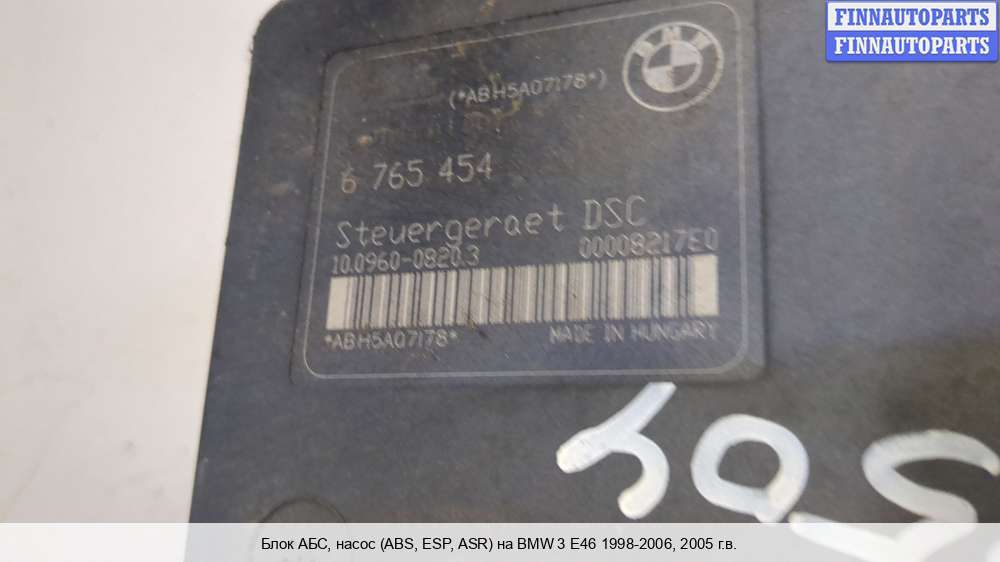 FINNAUTOPARTS
FINNAUTOPARTS
BMW
(*ABH5A07178*)
6 765 454
Steuergeraet DSC
10.0960-0820.3 00008217E0
*ABH5A07178* MADE IN HUNGARY
Блок АБС, насос (ABS, ESP, ASR) на BMW 3 E46 1998-2006, 2005 г.в.